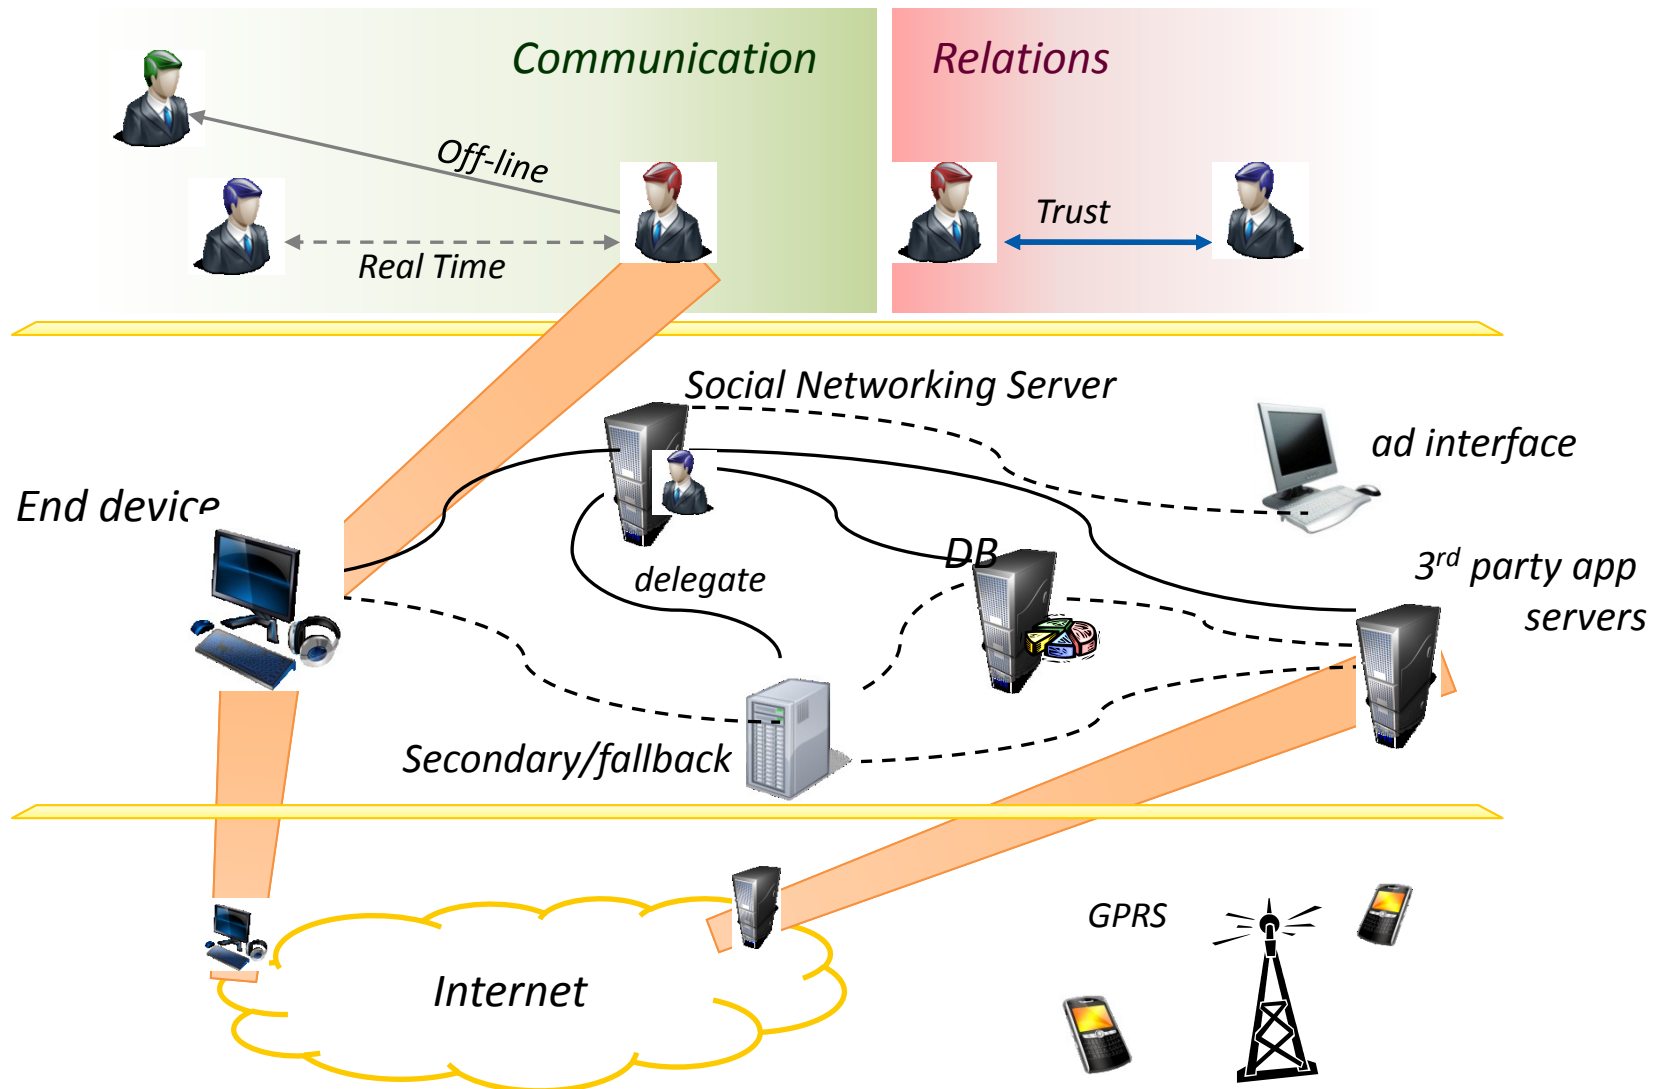 Communication
Relations
Off-line
Trust
Real Time
Social Networking Server
ad interface
End device
DB
3rd party app
servers
delegate
Secondary/fallback
GPRS
Internet